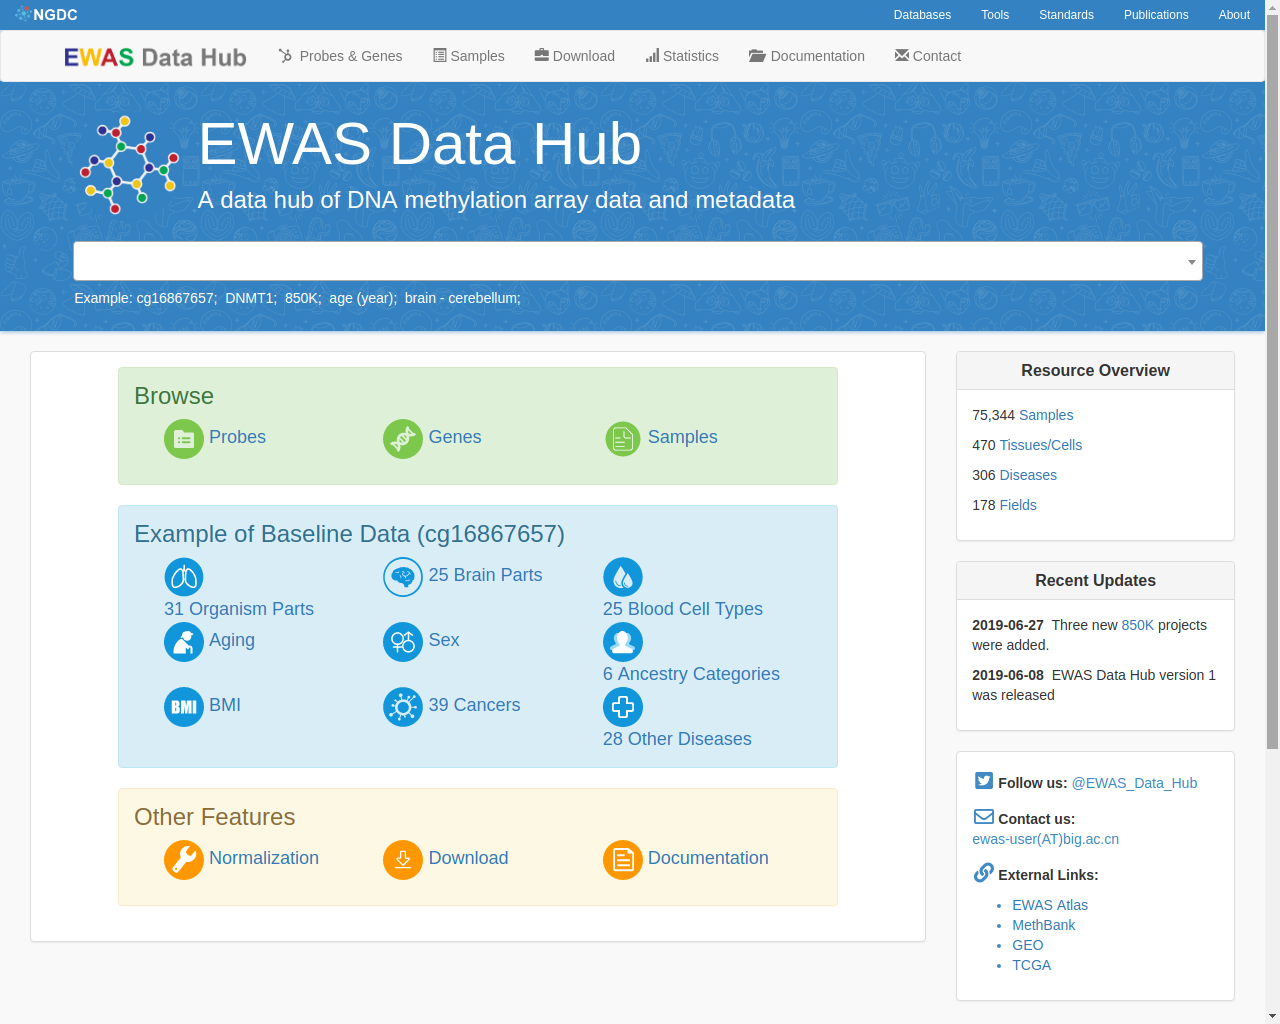 NGDC
Databases Tools Standards Publications About
EWAS Data Hub Probes & Genes Samples Download Statistics Documentation Contact
EWAS Data Hub
A data hub of DNA methylation array data and metadata
Example: cg16867657; DNMT1; 850K; age (year); brain - cerebellum;
Browse
Probes Genes Samples
Example of Baseline Data (cg16867657)
31 Organism Parts
25 Brain Parts
25 Blood Cell Types
Aging
Sex
6 Ancestry Categories
BMI
BMI
39 Cancers
28 Other Diseases
Other Features
Normalization Download Documentation
Resource Overview
75,344 Samples
470 Tissues/Cells
306 Diseases
178 Fields
Recent Updates
2019-06-27 Three new 850K projects
were added.
2019-06-08 EWAS Data Hub version 1
was released
Follow us: @EWAS_Data_Hub
Contact us:
ewas-user(AT)big.ac.cn
External Links:
• EWAS Atlas
• MethBank
• GEO
• TCGA